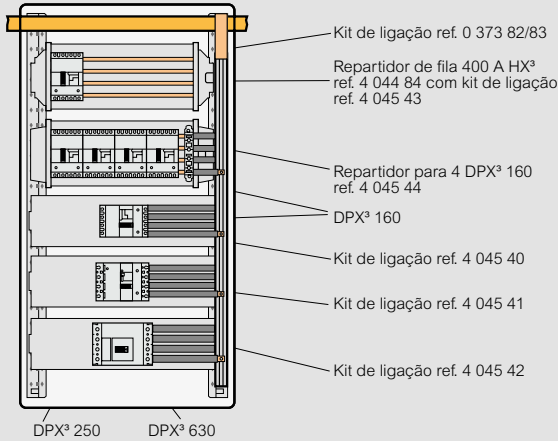 Kit de ligação ref. 0 373 82/83
Repartidor de fila 400 A HX³
ref. 4 044 84 com kit de ligação
ref. 4 045 43
Repartidor para 4 DPX³ 160
ref. 4 045 44
DPX³ 160
Kit de ligação ref. 4 045 40
Kit de ligação ref. 4 045 41
Kit de ligação ref. 4 045 42
DPX³ 250
DPX³ 630